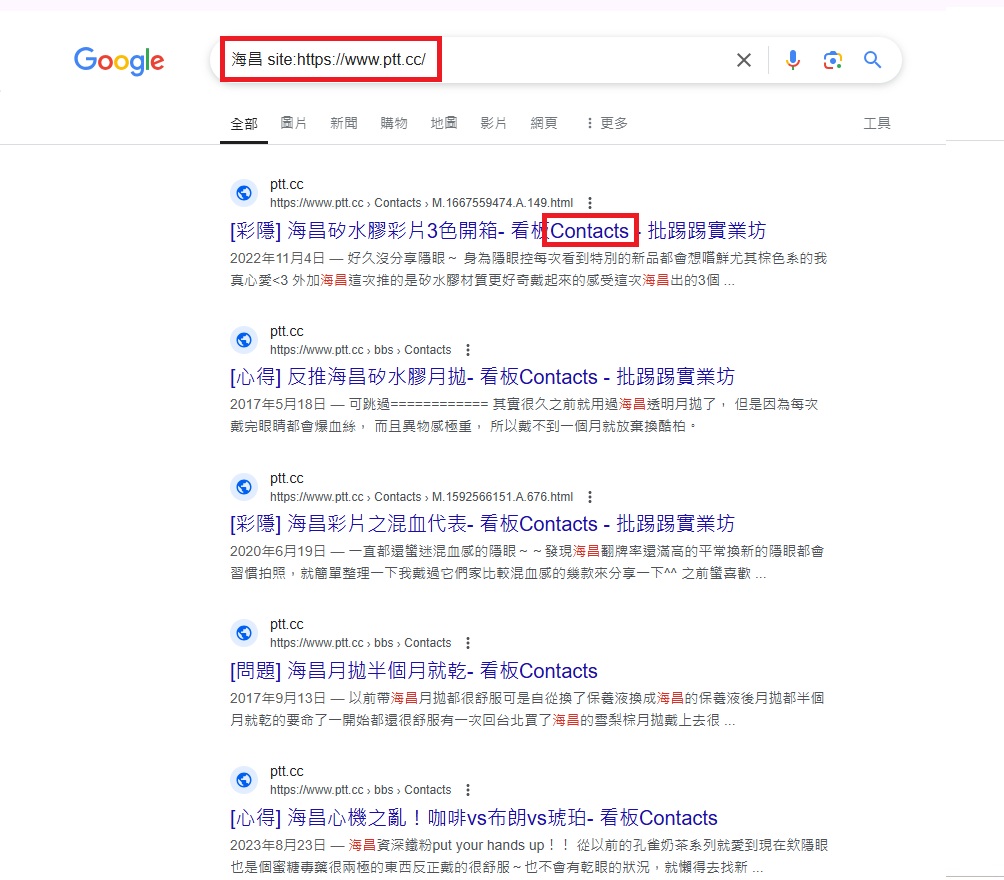 Google
海昌 site:https://www.ptt.cc/
全部 圖片 新聞 購物 地圖 影片 網頁 更多 工具
ptt.cc
https://www.ptt.cc › Contacts › M.1667559474.A.149.html
[彩隱] 海昌矽水膠彩片3色開箱- 看板Contacts - 批踢踢實業坊
2022年11月4日 — 好久沒分享隱眼~ 身為隱眼控每次看到特別的新品都會想嚐鮮尤其棕色系的我
真心愛<3 外加海昌這次推的是矽水膠材質更好奇戴起來的感受這次海昌出的3個 ...
ptt.cc
https://www.ptt.cc › bbs › Contacts
[心得] 反推海昌矽水膠月拋- 看板Contacts - 批踢踢實業坊
2017年5月18日 — 可跳過============ 其實很久之前就用過海昌透明月拋了， 但是因為每次
戴完眼睛都會爆血絲， 而且異物感極重， 所以戴不到一個月就放棄換酷柏。
ptt.cc
https://www.ptt.cc › Contacts › M.1592566151.A.676.html
[彩隱] 海昌彩片之混血代表- 看板Contacts - 批踢踢實業坊
2020年6月19日 — 一直都還蠻迷混血感的隱眼~~發現海昌翻牌率還滿高的平常換新的隱眼都會
習慣拍照，就簡單整理一下我戴過它們家比較混血感的幾款來分享一下^^ 之前蠻喜歡 ...
ptt.cc
https://www.ptt.cc › bbs › Contacts
[問題] 海昌月拋半個月就乾- 看板Contacts
2017年9月13日 — 以前帶海昌月拋都很舒服可是自從換了保養液換成海昌的保養液後月拋都半個
月就乾的要命了一開始都還很舒服有一次回台北買了海昌的雪梨棕月拋戴上去很 ...
ptt.cc
https://www.ptt.cc › bbs › Contacts
[心得] 海昌心機之亂！咖啡vs布朗vs琥珀- 看板Contacts
2023年8月23日 — 海昌資深鐵粉put your hands up！！ 從以前的孔雀奶茶系列就愛到現在欸隱眼
也是個蜜糖毒藥很兩極的東西反正戴的很舒服~也不會有乾眼的狀況，就懶得去找新 ...